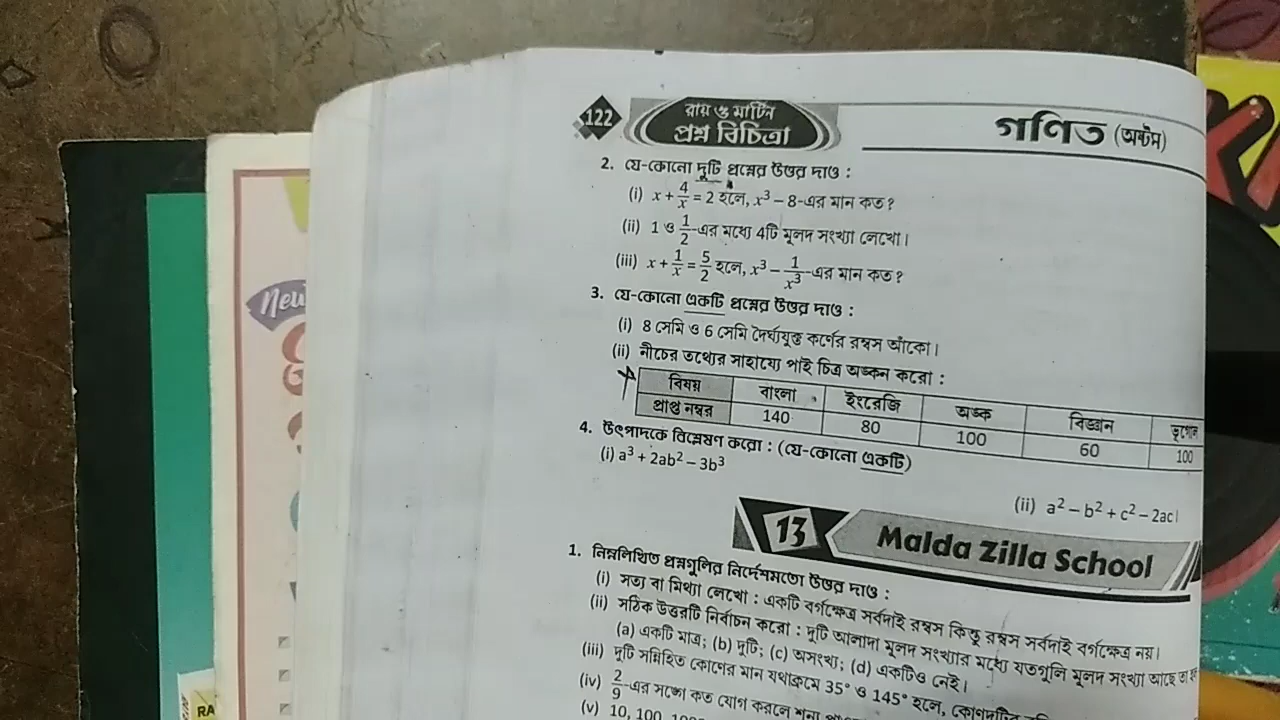 New
RA
122
রায় ও মার্টিন
প্রশ্ন বিচিত্রা
গণিত (অষ্টম)
2. যে-কোনো দুটি প্রশ্নের উত্তর দাও :
(i) x + 4/x = 2 হলে, x³ – 8-এর মান কত?
(ii) 1 ও 1/2-এর মধ্যে 4টি মূলদ সংখ্যা লেখো।
(iii) x + 1/x = 5/2 হলে, x³ – 1/x³-এর মান কত?
3. যে-কোনো একটি প্রশ্নের উত্তর দাও :
(i) 8 সেমি ও 6 সেমি দৈর্ঘ্যযুক্ত কর্ণের রম্বস আঁকো।
(ii) নীচের তথ্যের সাহায্যে পাই চিত্র অঙ্কন করো :
বিষয় বাংলা ইংরেজি অঙ্ক বিজ্ঞান ভূগোল
প্রাপ্ত নম্বর 140 80 100 60 100
4. উৎপাদকে বিশ্লেষণ করো : (যে-কোনো একটি)
(i) a³ + 2ab² – 3b³
(ii) a² – b² + c² – 2ac।
13 Malda Zilla School
1. নিম্নলিখিত প্রশ্নগুলির নির্দেশমতো উত্তর দাও :
(i) সত্য বা মিথ্যা লেখো : একটি বর্গক্ষেত্র সর্বদাই রম্বস কিন্তু রম্বস সর্বদাই বর্গক্ষেত্র নয়।
(ii) সঠিক উত্তরটি নির্বাচন করো : দুটি আলাদা মূলদ সংখ্যার মধ্যে যতগুলি মূলদ সংখ্যা আছে তা
(a) একটি মাত্র; (b) দুটি; (c) অসংখ্য; (d) একটিও নেই।
(iii) দুটি সন্নিহিত কোণের মান যথাক্রমে 35° ও 145° হলে,
(iv) 2/9-এর সঙ্গে কত যোগ করলে শূন্য
(v) 10, 100,